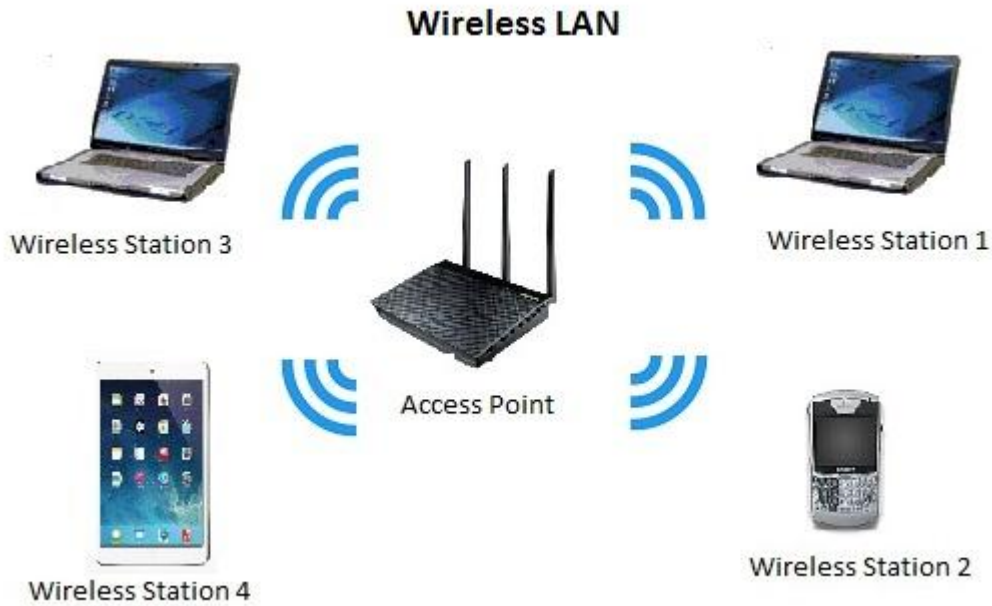 Wireless LAN
Wireless Station 3
Wireless Station 1
Access Point
Wireless Station 4
Wireless Station 2